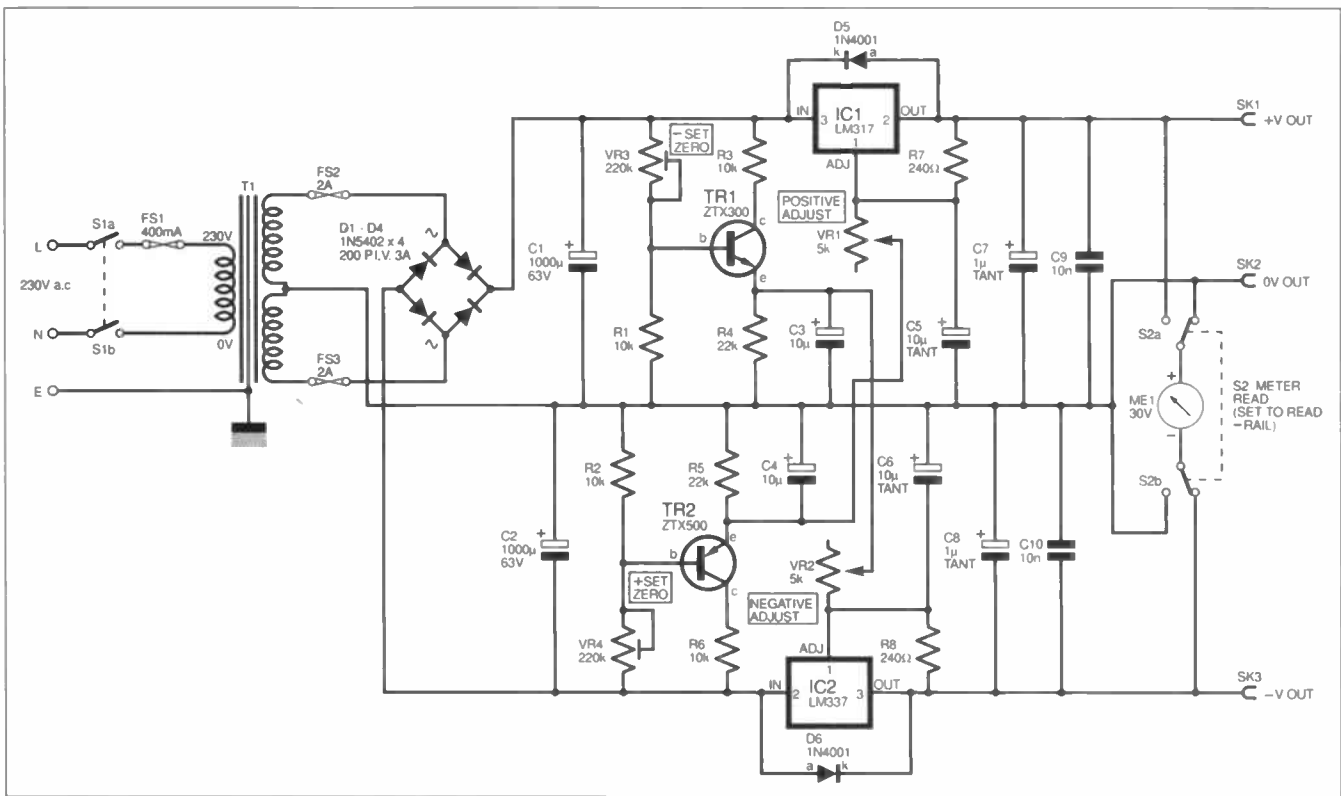 L
N
E
230V a.c
S1a
S1b
FS1
400mA
T1
230V
0V
FS2
2A
FS3
2A
D1 - D4
1N5402 x 4
200 P.I.V. 3A
~
~
C1
1000µ
63V
+
C2
1000µ
63V
+
VR3
220k
– SET
ZERO
R3
10k
TR1
ZTX300
b
c
e
R1
10k
R4
22k
C3
10µ
+
D5
1N4001
k
a
IN
3
IC1
LM317
2
OUT
1
ADJ
R7
240Ω
POSITIVE
ADJUST
VR1
5k
C5
10µ
TANT
+
C7
1µ
TANT
+
C9
10n
SK1
+V OUT
SK2
0V OUT
S2a
+
ME1
30V
–
S2b
S2 METER
READ
(SET TO READ
–RAIL)
R2
10k
R5
22k
C4
10µ
+
TR2
ZTX500
b
e
c
+SET
ZERO
VR4
220k
R6
10k
C6
10µ
TANT
+
VR2
5k
NEGATIVE
ADJUST
ADJ
1
R8
240Ω
IN
2
IC2
LM337
3
OUT
C8
1µ
TANT
+
C10
10n
D6
1N4001
a
k
SK3
–V OUT